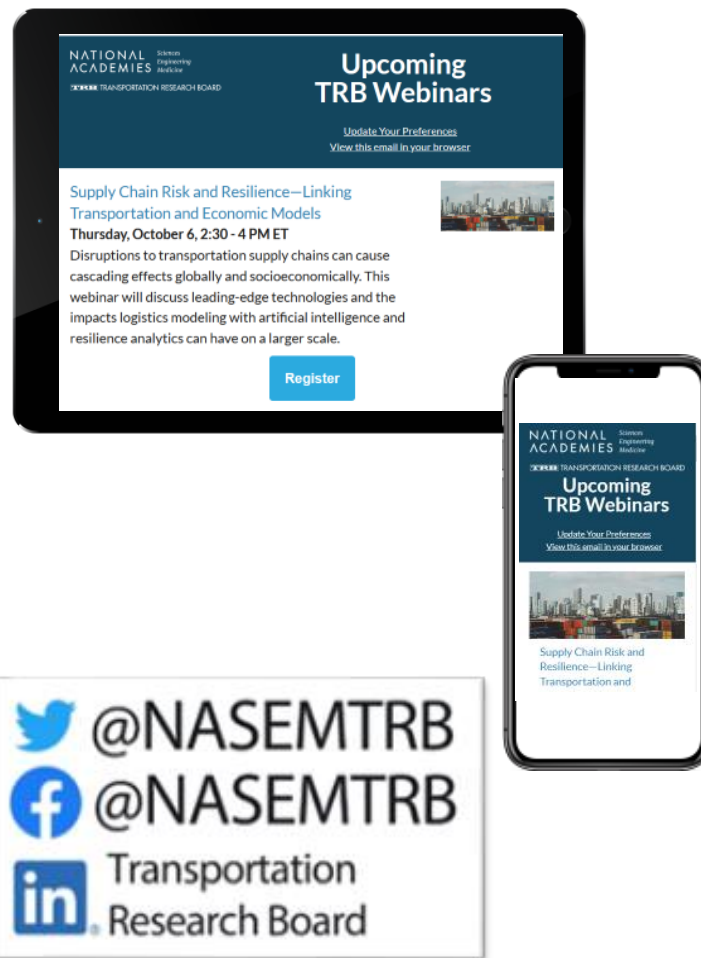 NATIONAL Sciences
ACADEMIES Engineering
Medicine
TRB TRANSPORTATION RESEARCH BOARD
Upcoming
TRB Webinars
Update Your Preferences
View this email in your browser
Supply Chain Risk and Resilience—Linking
Transportation and Economic Models
Thursday, October 6, 2:30 - 4 PM ET
Disruptions to transportation supply chains can cause
cascading effects globally and socioeconomically. This
webinar will discuss leading-edge technologies and the
impacts logistics modeling with artificial intelligence and
resilience analytics can have on a larger scale.
Register
NATIONAL Sciences
ACADEMIES Engineering
Medicine
TRB TRANSPORTATION RESEARCH BOARD
Upcoming
TRB Webinars
Update Your Preferences
View this email in your browser
Supply Chain Risk and
Resilience—Linking
Transportation and
@NASEMTRB
@NASEMTRB
in Transportation
Research Board